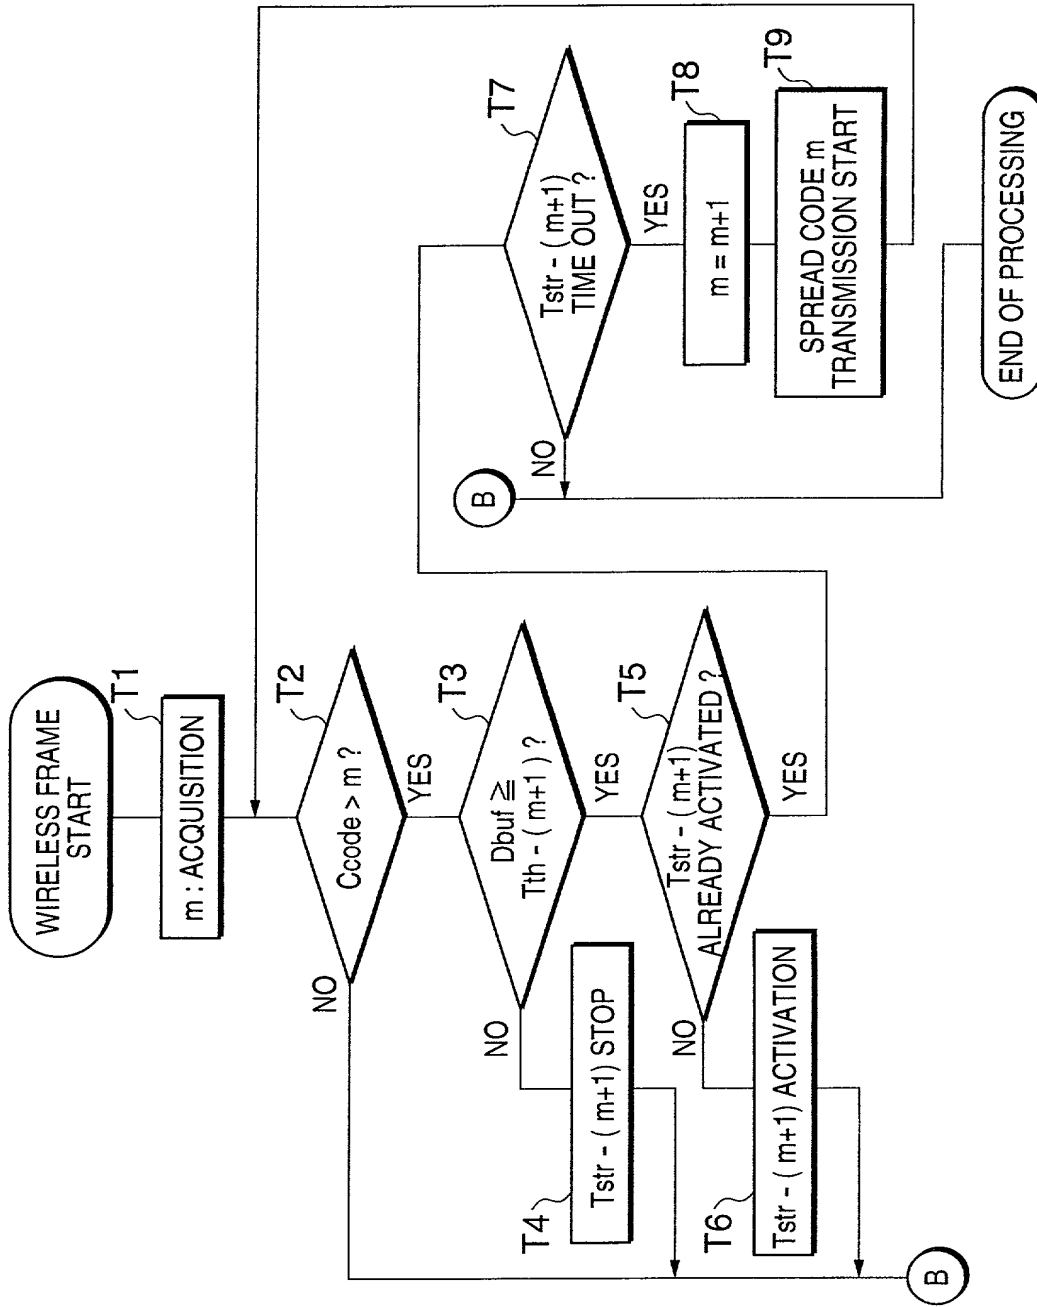 WIRELESS FRAME
START
T1
m : ACQUISITION
T2
Ccode > m ?
NO
YES
T3
Dbuf ≧
Tth - ( m+1 ) ?
NO
YES
T4
Tstr - ( m+1) STOP
T5
Tstr - ( m+1)
ALREADY ACTIVATED ?
NO
YES
T6
Tstr - ( m+1) ACTIVATION
B
B
T7
Tstr - ( m+1)
TIME OUT ?
NO
YES
T8
m = m+1
T9
SPREAD CODE m
TRANSMISSION START
END OF PROCESSING